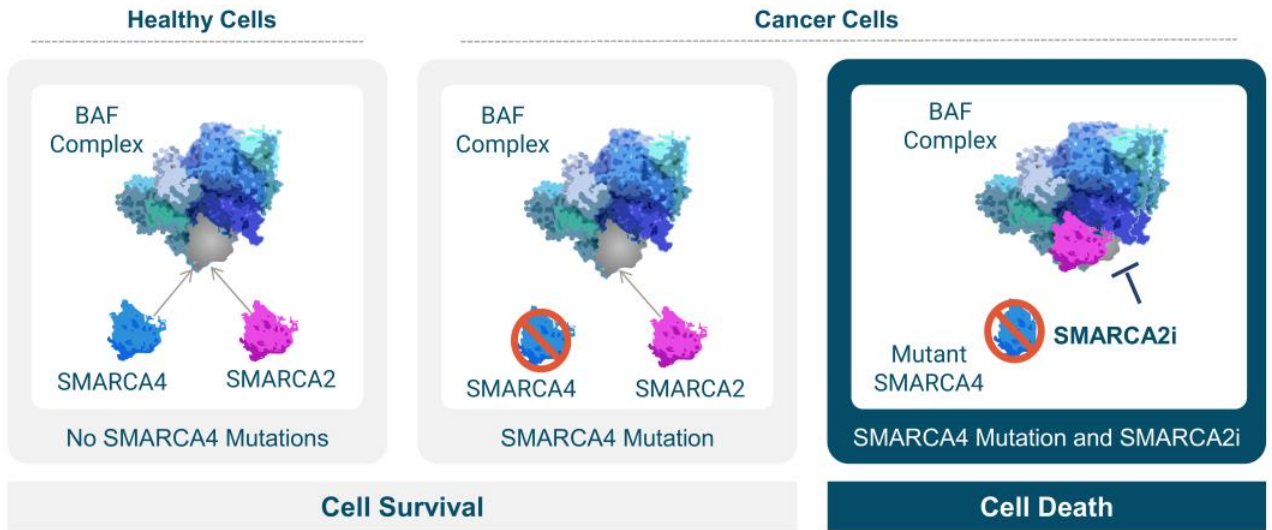 Healthy Cells
Cancer Cells
BAF
Complex
SMARCA4
SMARCA2
No SMARCA4 Mutations
BAF
Complex
SMARCA4
SMARCA2
SMARCA4 Mutation
BAF
Complex
SMARCA2i
Mutant
SMARCA4
SMARCA4 Mutation and SMARCA2i
Cell Survival
Cell Death